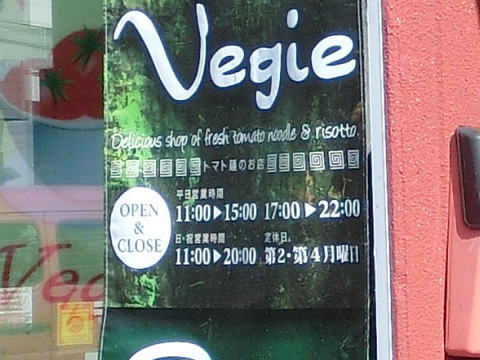 Vegie
Delicious shop of fresh tomato noodle & risotto.
トマト麺のお店
平日営業時間
OPEN & CLOSE
11:00▶15:00 17:00▶22:00
日・祝営業時間 定休日
11:00▶20:00 第2・第4月曜日
Veg